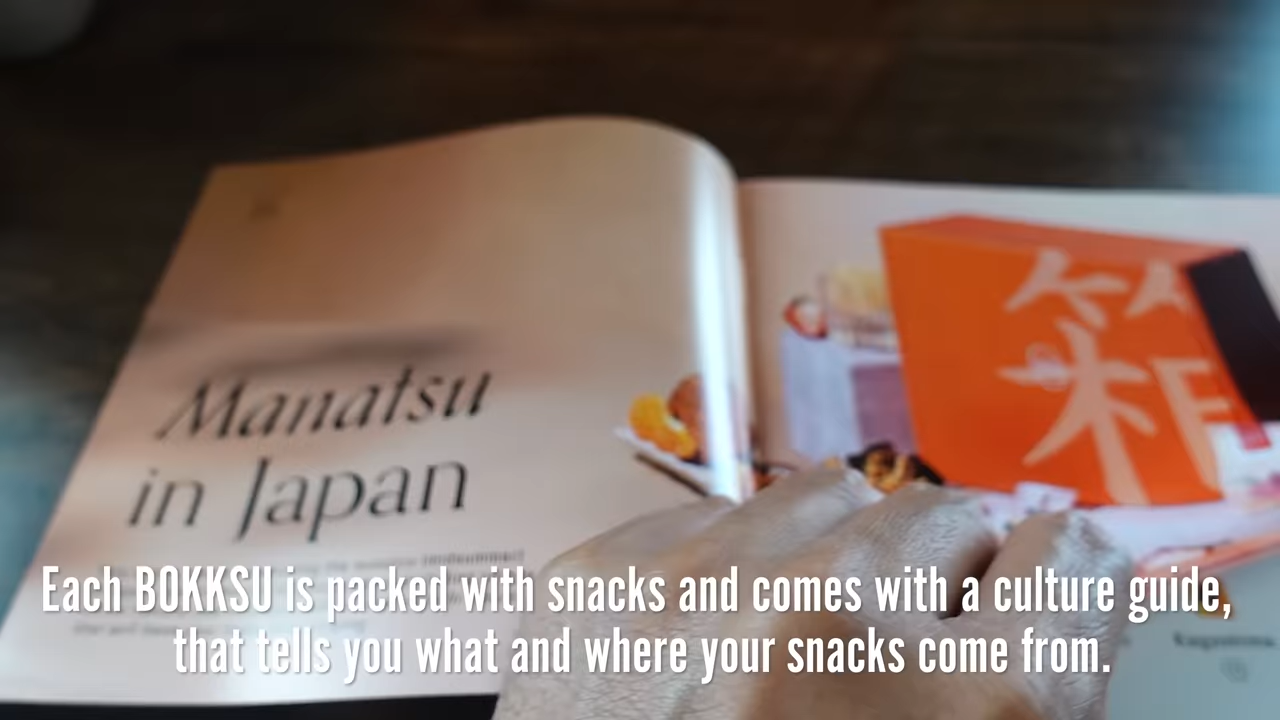 Manatsu
in Japan
箱
Each BOKKSU is packed with snacks and comes with a culture guide,
that tells you what and where your snacks come from.